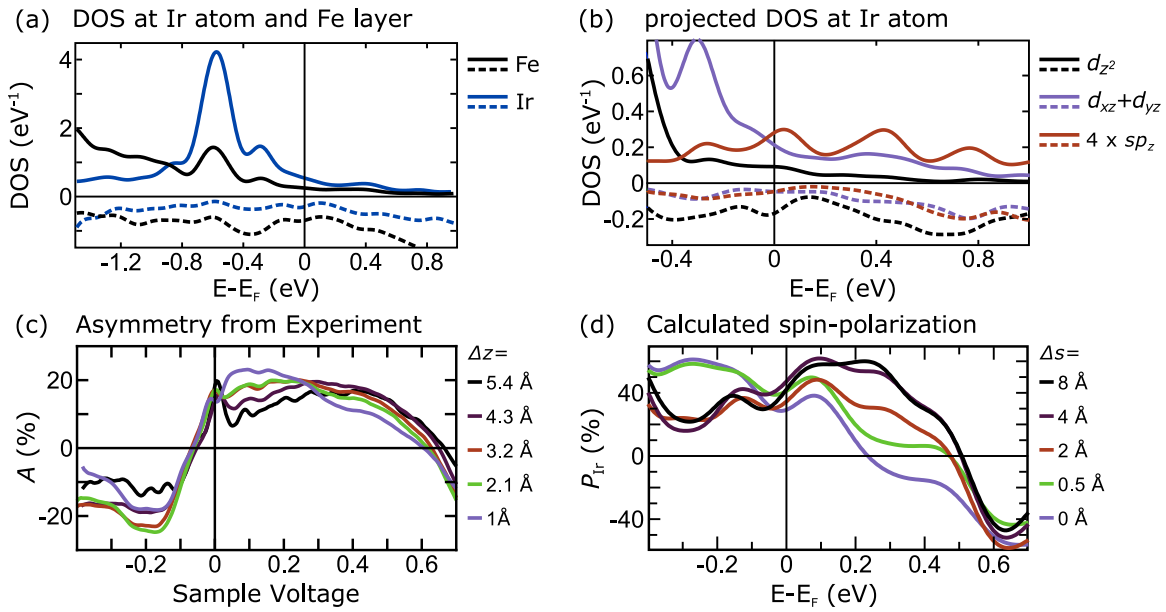 (a) DOS at Ir atom and Fe layer
DOS (eV⁻¹)
4
2
0
-1.2 -0.8 -0.4 0 0.4 0.8
E-E_F (eV)
Fe
Ir
(b) projected DOS at Ir atom
DOS (eV⁻¹)
0.6
0.4
0.2
0
-0.2
-0.4 0 0.4 0.8
E-E_F (eV)
d_z²
d_xz+d_yz
4 x sp_z
(c) Asymmetry from Experiment
A (%)
20
0
-20
-0.2 0 0.2 0.4 0.6
Sample Voltage
Δz=
5.4 Å
4.3 Å
3.2 Å
2.1 Å
1Å
(d) Calculated spin-polarization
P_Ir (%)
40
0
-40
-0.4 -0.2 0 0.2 0.4 0.6
E-E_F (eV)
Δs=
8 Å
4 Å
2 Å
0.5 Å
0 Å